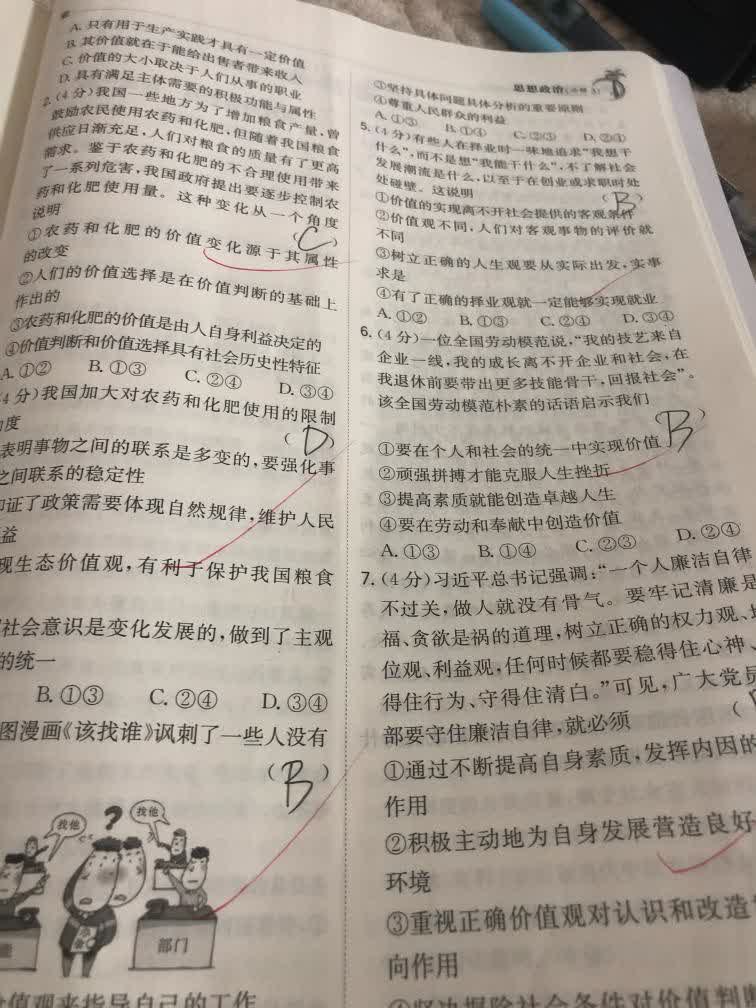 A. 只有用于生产实践才具有一定价值
B. 其价值就在于能给出售者带来收入
C. 价值的大小取决于人们从事的职业
D. 具有满足主体需要的积极功能与属性
2. (4分)我国一些地方为了增加粮食产量,曾
鼓励农民使用农药和化肥,但随着我国粮食
供应日渐充足,人们对粮食的质量有了更高
需求。鉴于农药和化肥的不合理使用带来
了一系列危害,我国政府提出要逐步控制农
药和化肥使用量。这种变化从一个角度
说明
(C)
①农药和化肥的价值变化源于其属性
的改变
②人们的价值选择是在价值判断的基础上
作出的
③农药和化肥的价值是由人自身利益决定的
④价值判断和价值选择具有社会历史性特征
A. ①② B. ①③ C. ②④ D. ③④
4分)我国加大对农药和化肥使用的限制
度
(D)
表明事物之间的联系是多变的,要强化事
之间联系的稳定性
证了政策需要体现自然规律,维护人民
益
现生态价值观,有利于保护我国粮食
社会意识是变化发展的,做到了主观
的统一
B. ①③ C. ②④ D. ③④
图漫画《该找谁》讽刺了一些人没有
(B)
我他
?
我他
部门
价值观来指导自己的工作
思想政治
③坚持具体问题具体分析的重要原则
④尊重人民群众的利益
A. ①③ B. ①④ C. ②③ D. ②④
5. (4分)有些人在择业时一味地追求“我想干
什么”,而不是想“我能干什么”,不了解社会
发展潮流是什么,以至于在创业或求职时处
处碰壁。这说明
(B)
①价值的实现离不开社会提供的客观条件
②价值观不同,人们对客观事物的评价就
不同
③树立正确的人生观要从实际出发,实事
求是
④有了正确的择业观就一定能够实现就业
A. ①② B. ①③ C. ②④ D. ③④
6. (4分)一位全国劳动模范说,“我的技艺来自
企业一线,我的成长离不开企业和社会,在
我退休前要带出更多技能骨干,回报社会”。
该全国劳动模范朴素的话语启示我们
(B)
①要在个人和社会的统一中实现价值
②顽强拼搏才能克服人生挫折
③提高素质就能创造卓越人生
④要在劳动和奉献中创造价值
A. ①③ B. ①④ C. ②③ D. ②④
7. (4分)习近平总书记强调:“一个人廉洁自律
不过关,做人就没有骨气。要牢记清廉是
福、贪欲是祸的道理,树立正确的权力观、
位观、利益观,任何时候都要稳得住心神、
得住行为、守得住清白。”可见,广大党员
部要守住廉洁自律,就必须
①通过不断提高自身素质,发挥内因的
作用
②积极主动地为自身发展营造良好
环境
③重视正确价值观对认识和改造
向作用